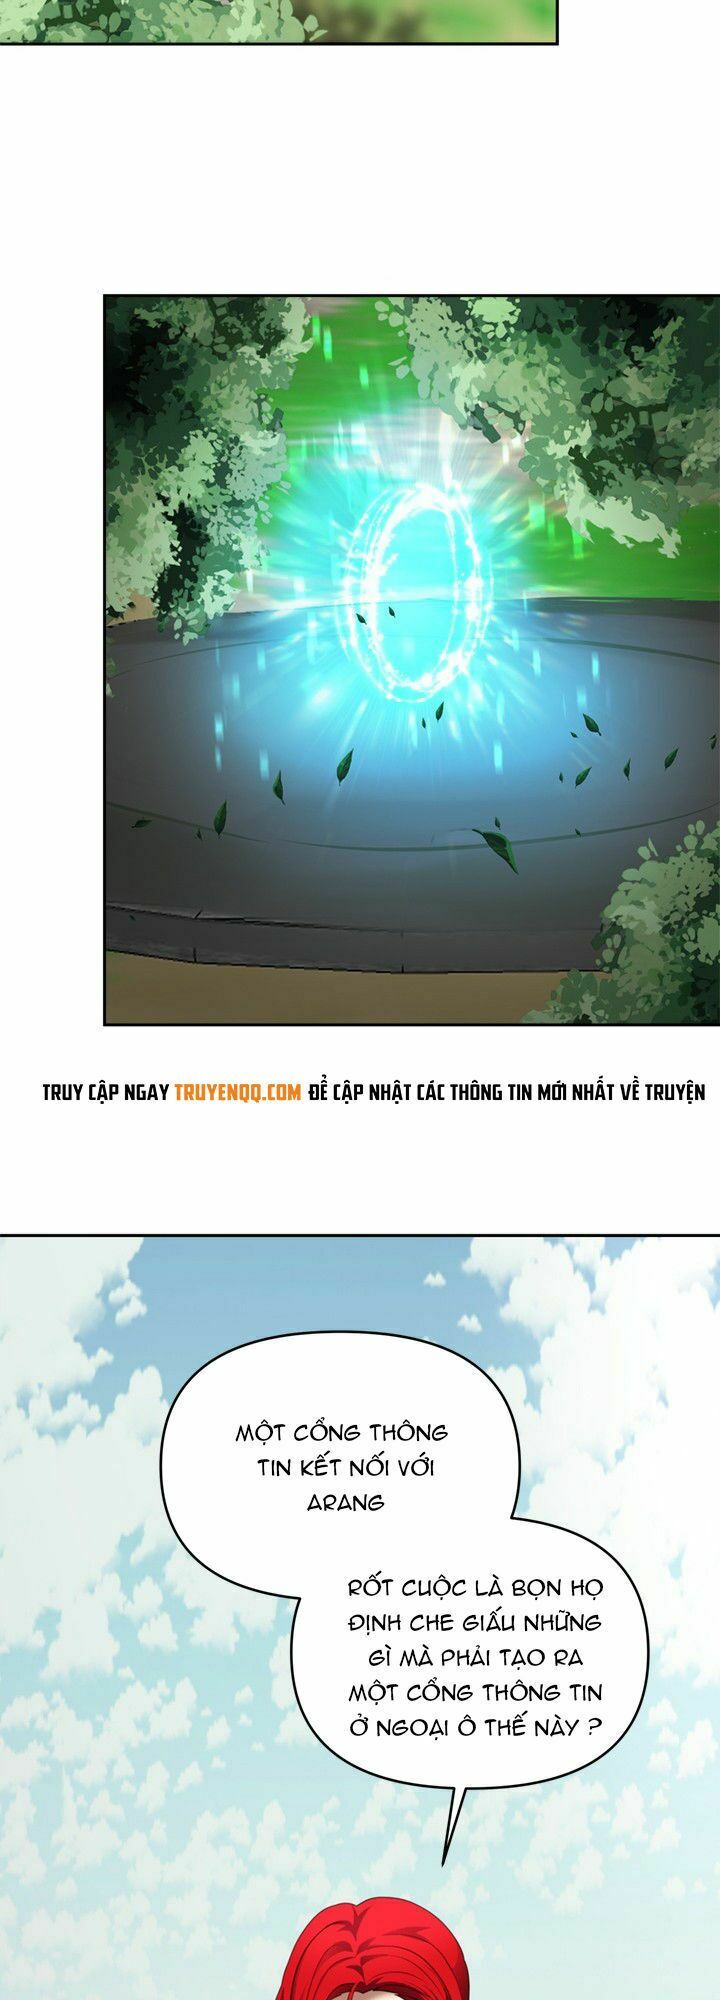 TRUY CẬP NGAY TRUYENQQ.COM ĐỂ CẬP NHẬT CÁC THÔNG TIN MỚI NHẤT VỀ TRUYỆN
MỘT CỔNG THÔNG
TIN KẾT NỐI VỚI
ARANG
RỐT CUỘC LÀ BỌN HỌ
ĐỊNH CHE GIẤU NHỮNG
GÌ MÀ PHẢI TẠO RA
MỘT CỔNG THÔNG TIN
Ở NGOẠI Ô THẾ NÀY ?